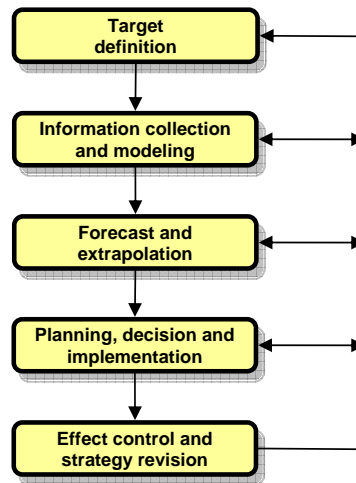 Target
definition
Information collection
and modeling
Forecast and
extrapolation
Planning, decision and
implementation
Effect control and
strategy revision